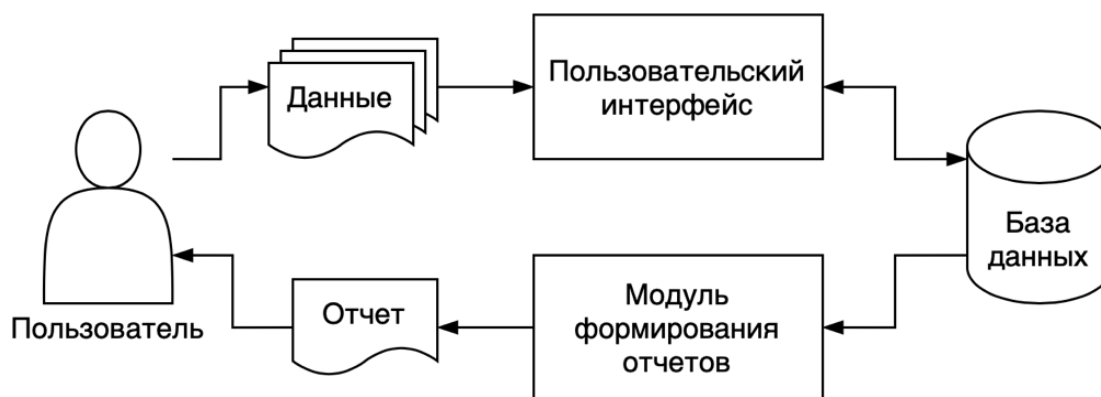 Данные
Пользовательский
интерфейс
База
данных
Пользователь
Отчет
Модуль
формирования
отчетов